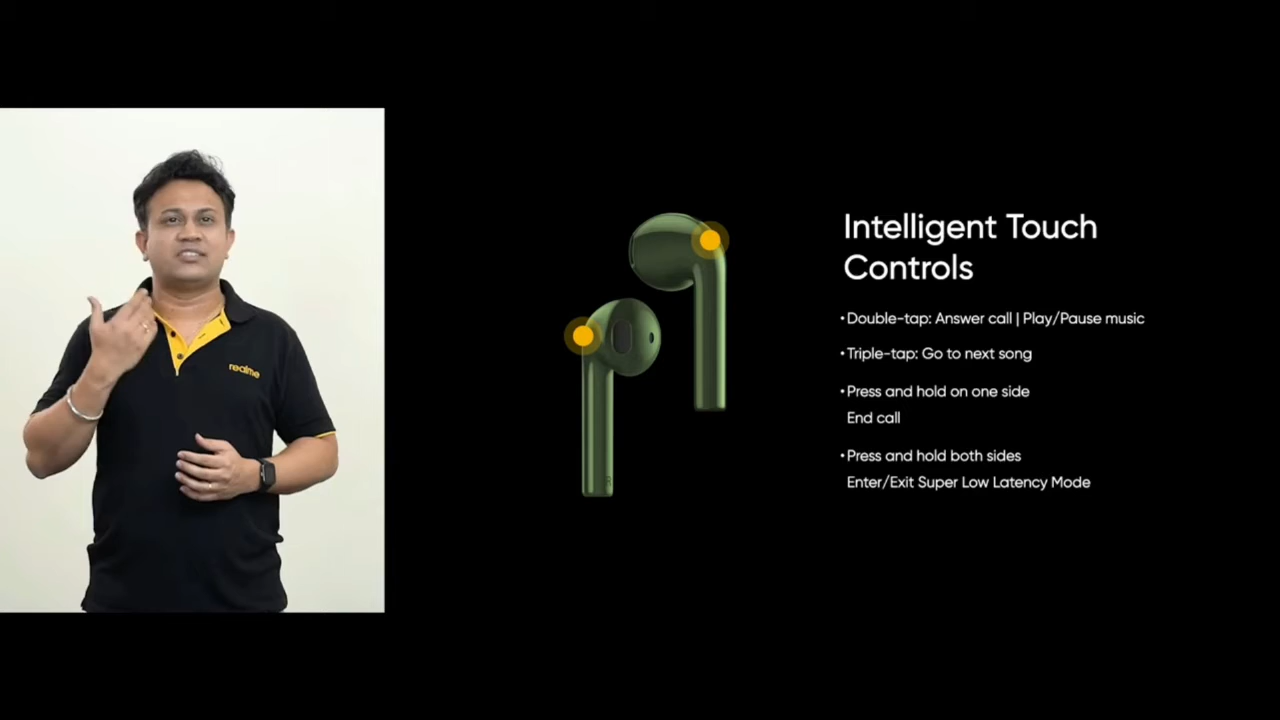 realme
Intelligent Touch
Controls
•Double-tap: Answer call | Play/Pause music
•Triple-tap: Go to next song
•Press and hold on one side
End call
•Press and hold both sides
Enter/Exit Super Low Latency Mode
R